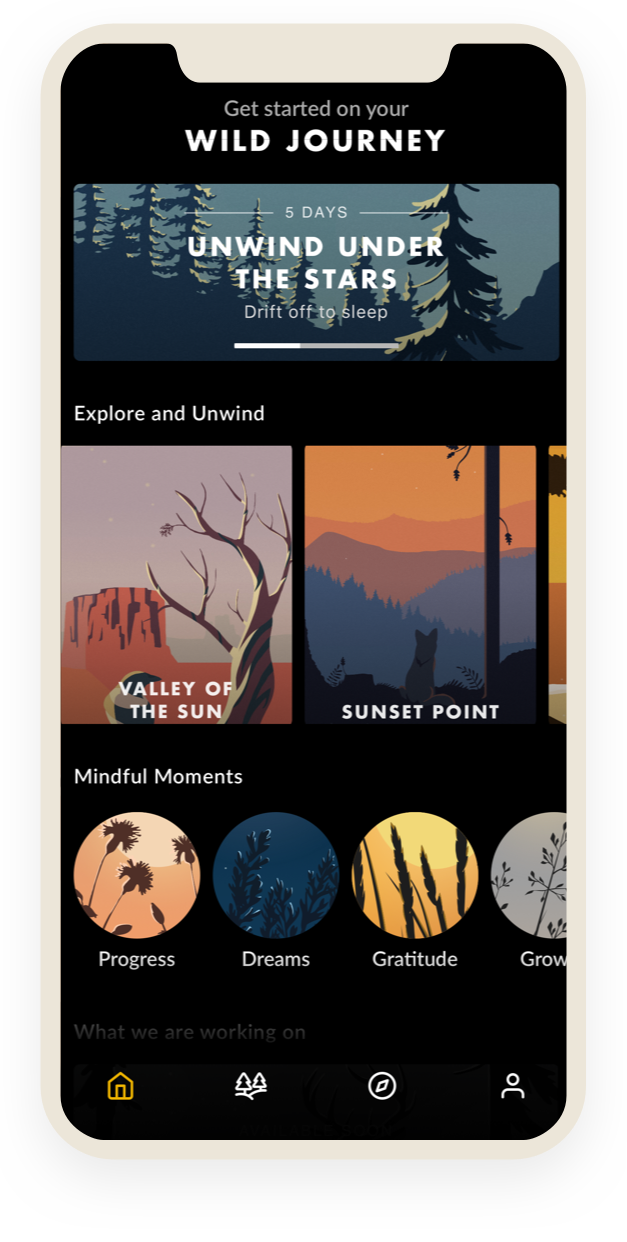 Get started on your
WILD JOURNEY
5 DAYS
UNWIND UNDER
THE STARS
Drift off to sleep
Explore and Unwind
VALLEY OF
THE SUN
SUNSET POINT
Mindful Moments
Progress
Dreams
Gratitude
Grow
What we are working on